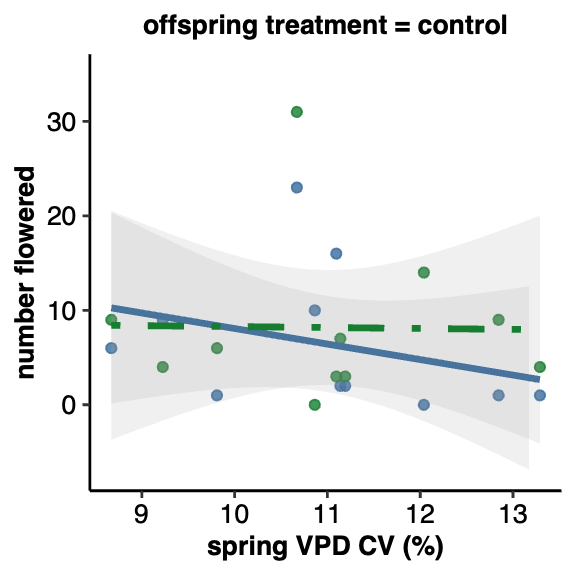 offspring treatment = control
number flowered
30
20
10
0
9 10 11 12 13
spring VPD CV (%)